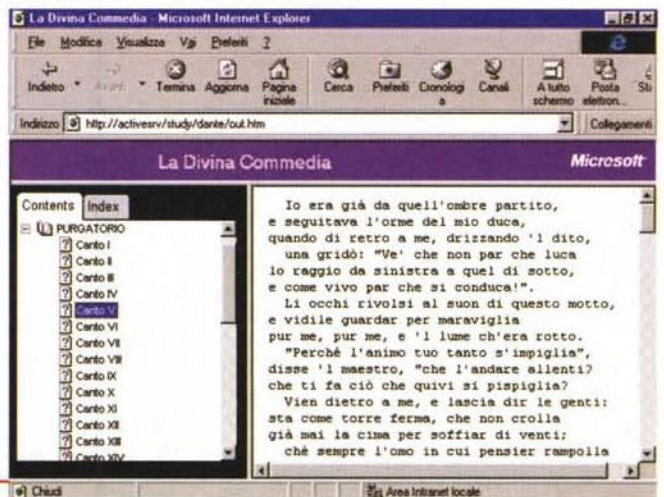 La Divina Commedia - Microsoft Internet Explorer
File Modifica Visualizza Vai Preferiti ?
Indietro Avanti Termina Aggiorna Pagina iniziale Cerca Preferiti Cronologia Canali A tutto schermo Posta elettron... St
Indirizzo http://activesrv/study/dante/out.htm Collegamenti
La Divina Commedia Microsoft
Contents Index
PURGATORIO
Canto I
Canto II
Canto III
Canto IV
Canto V
Canto VI
Canto VII
Canto VIII
Canto IX
Canto X
Canto XI
Canto XII
Canto XIII
Canto XIV
Io era già da quell'ombre partito,
e seguitava l'orme del mio duca,
quando di retro a me, drizzando 'l dito,
una gridò: "Ve' che non par che luca
lo raggio da sinistra a quel di sotto,
e come vivo par che si conduca!".
Li occhi rivolsi al suon di questo motto,
e vidile guardar per maraviglia
pur me, pur me, e 'l lume ch'era rotto.
"Perché l'animo tuo tanto s'impiglia",
disse 'l maestro, "che l'andare allenti?
che ti fa ciò che quivi si pispiglia?
Vien dietro a me, e lascia dir le genti:
sta come torre ferma, che non crolla
già mai la cima per soffiar di venti;
ché sempre l'omo in cui pensier rampolla
Chiudi Area Intranet locale